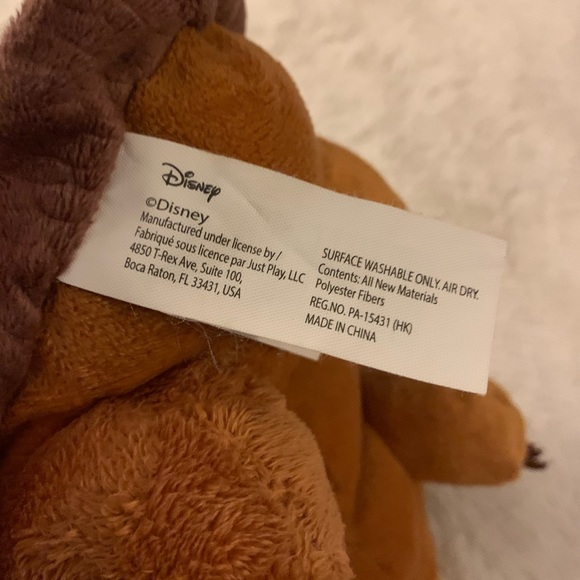 Disney
©Disney
Manufactured under license by /
Fabriqué sous licence par Just Play, LLC
4850 T-Rex Ave, Suite 100,
Boca Raton, FL 33431, USA
SURFACE WASHABLE ONLY. AIR DRY.
Contents: All New Materials
Polyester Fibers
REG.NO. PA-15431 (HK)
MADE IN CHINA